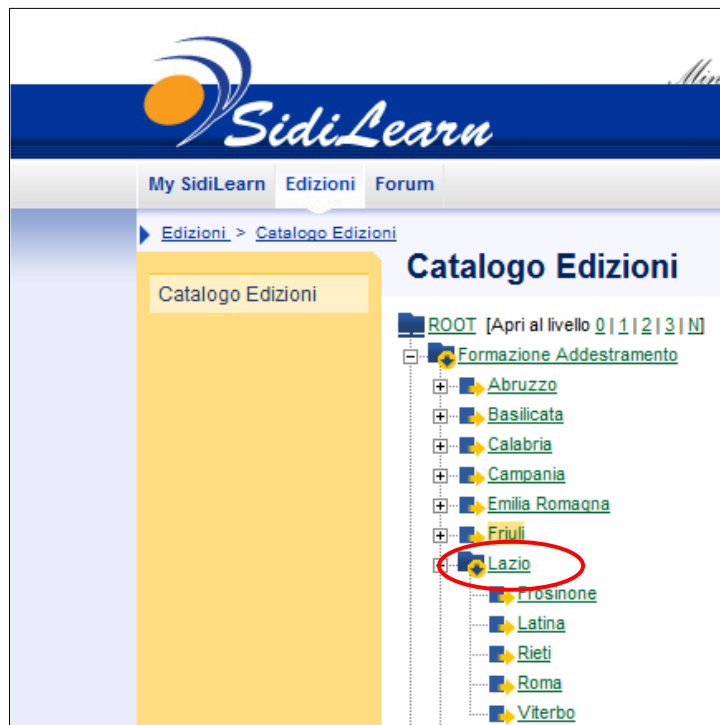 SidiLearn
My SidiLearn Edizioni Forum
Edizioni > Catalogo Edizioni
Catalogo Edizioni
Catalogo Edizioni
ROOT [Apri al livello 0 | 1 | 2 | 3 | N]
Formazione Addestramento
Abruzzo
Basilicata
Calabria
Campania
Emilia Romagna
Friuli
Lazio
Frosinone
Latina
Rieti
Roma
Viterbo